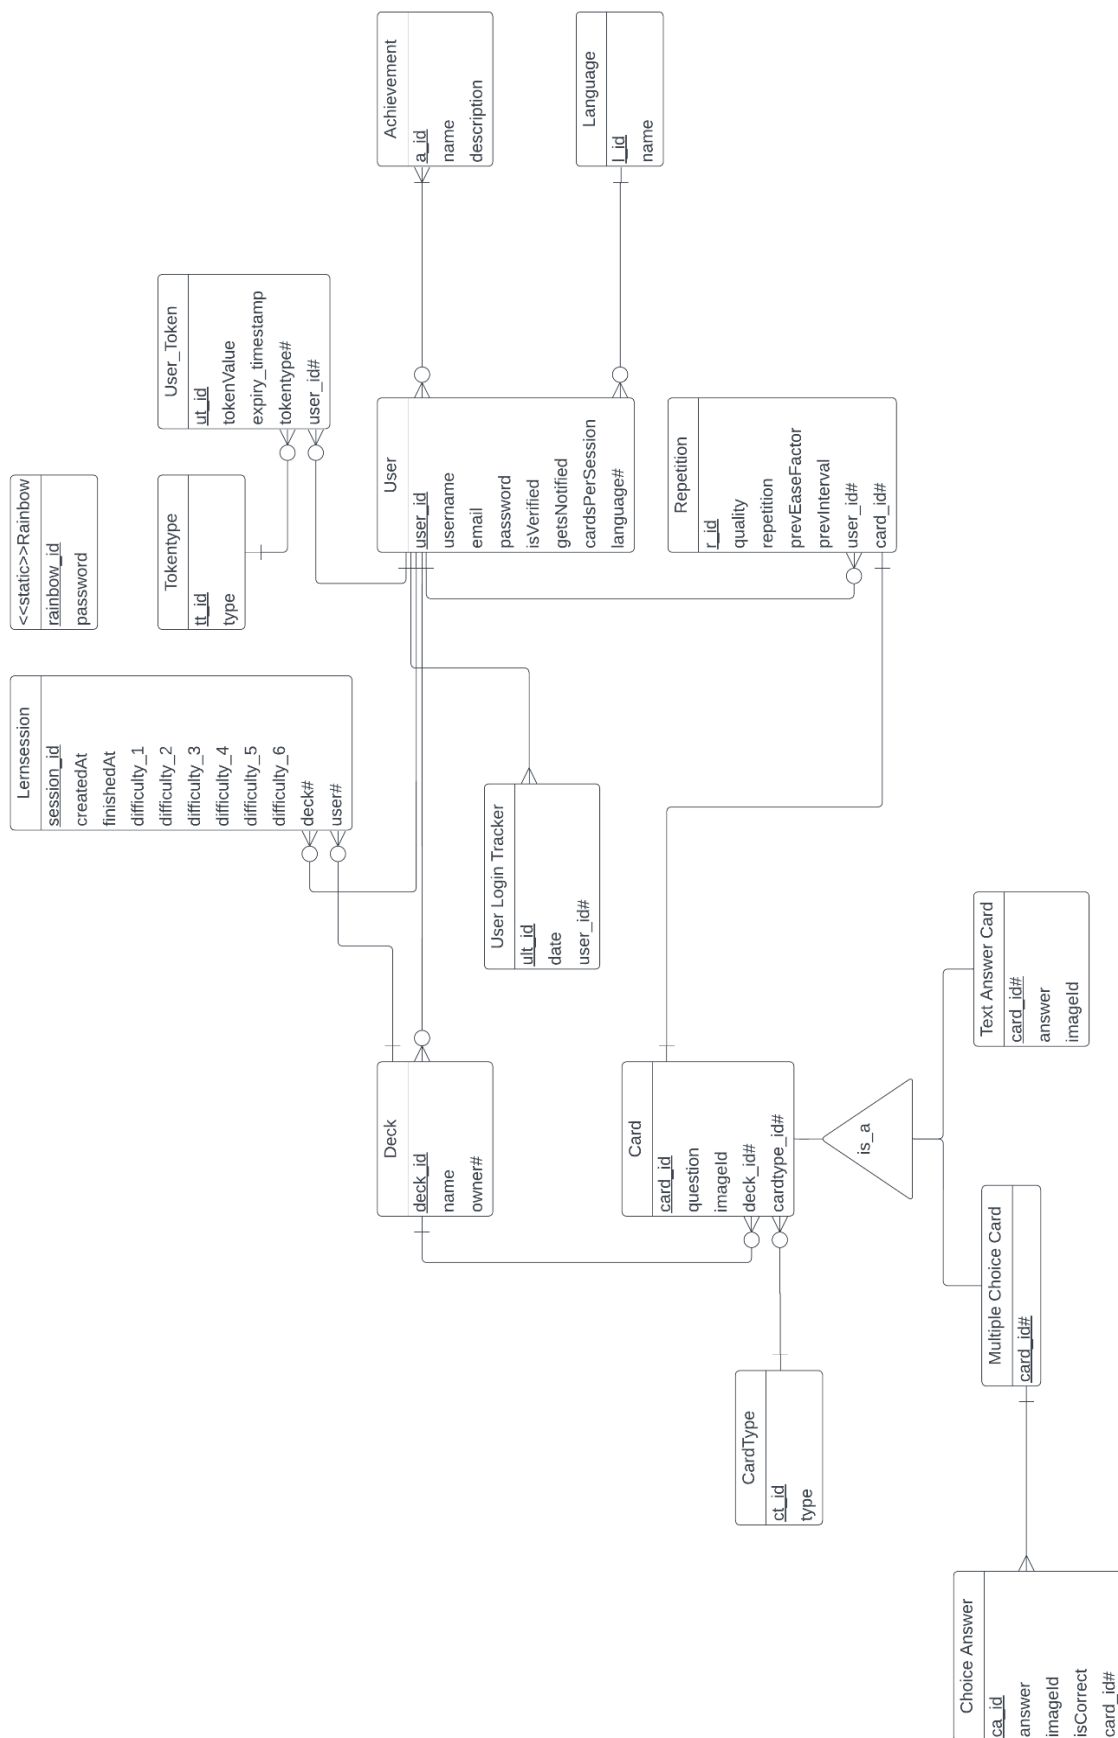 <<static>>Rainbow
rainbow_id
password
Lernsession
session_id
createdAt
finishedAt
difficulty_1
difficulty_2
difficulty_3
difficulty_4
difficulty_5
difficulty_6
deck#
user#
Tokentype
tt_id
type
User_Token
ut_id
tokenValue
expiry_timestamp
tokentype#
user_id#
Achievement
a_id
name
description
Language
l_id
name
User
user_id
username
email
password
isVerified
getsNotified
cardsPerSession
language#
Repetition
r_id
quality
repetition
prevEaseFactor
prevInterval
user_id#
card_id#
User Login Tracker
ult_id
date
user_id#
Deck
deck_id
name
owner#
Card
card_id
question
imageId
deck_id#
cardtype_id#
is_a
Text Answer Card
card_id#
answer
imageId
Multiple Choice Card
card_id#
CardType
ct_id
type
Choice Answer
ca_id
answer
imageId
isCorrect
card_id#